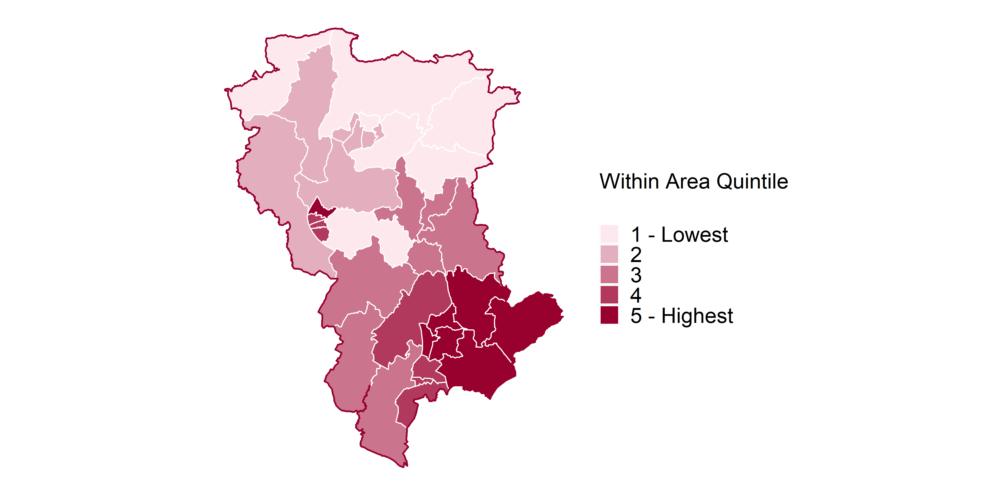 Within Area Quintile
1 - Lowest
2
3
4
5 - Highest